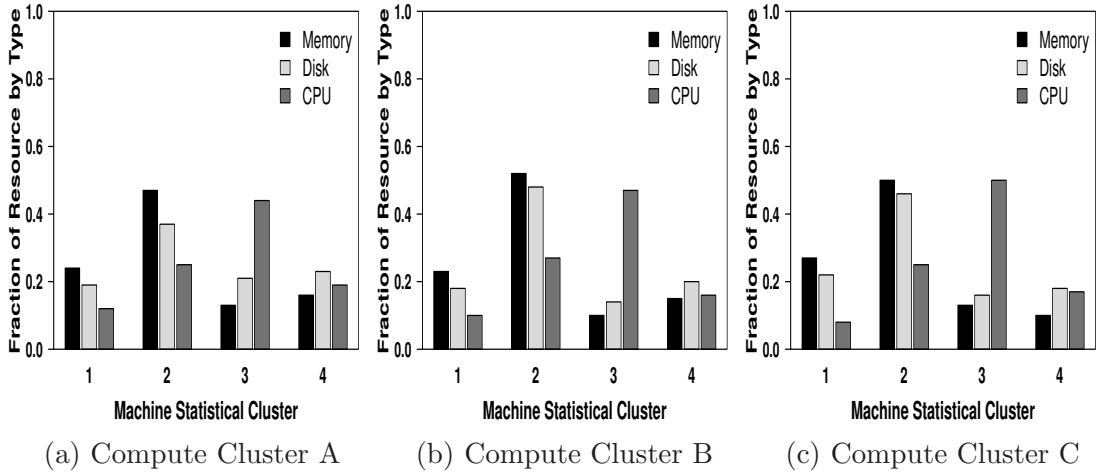 Fraction of Resource by Type
1.0
0.8
0.6
0.4
0.2
0.0
Memory
Disk
CPU
1 2 3 4
Machine Statistical Cluster
(a) Compute Cluster A
Fraction of Resource by Type
1.0
0.8
0.6
0.4
0.2
0.0
Memory
Disk
CPU
1 2 3 4
Machine Statistical Cluster
(b) Compute Cluster B
Fraction of Resource by Type
1.0
0.8
0.6
0.4
0.2
0.0
Memory
Disk
CPU
1 2 3 4
Machine Statistical Cluster
(c) Compute Cluster C